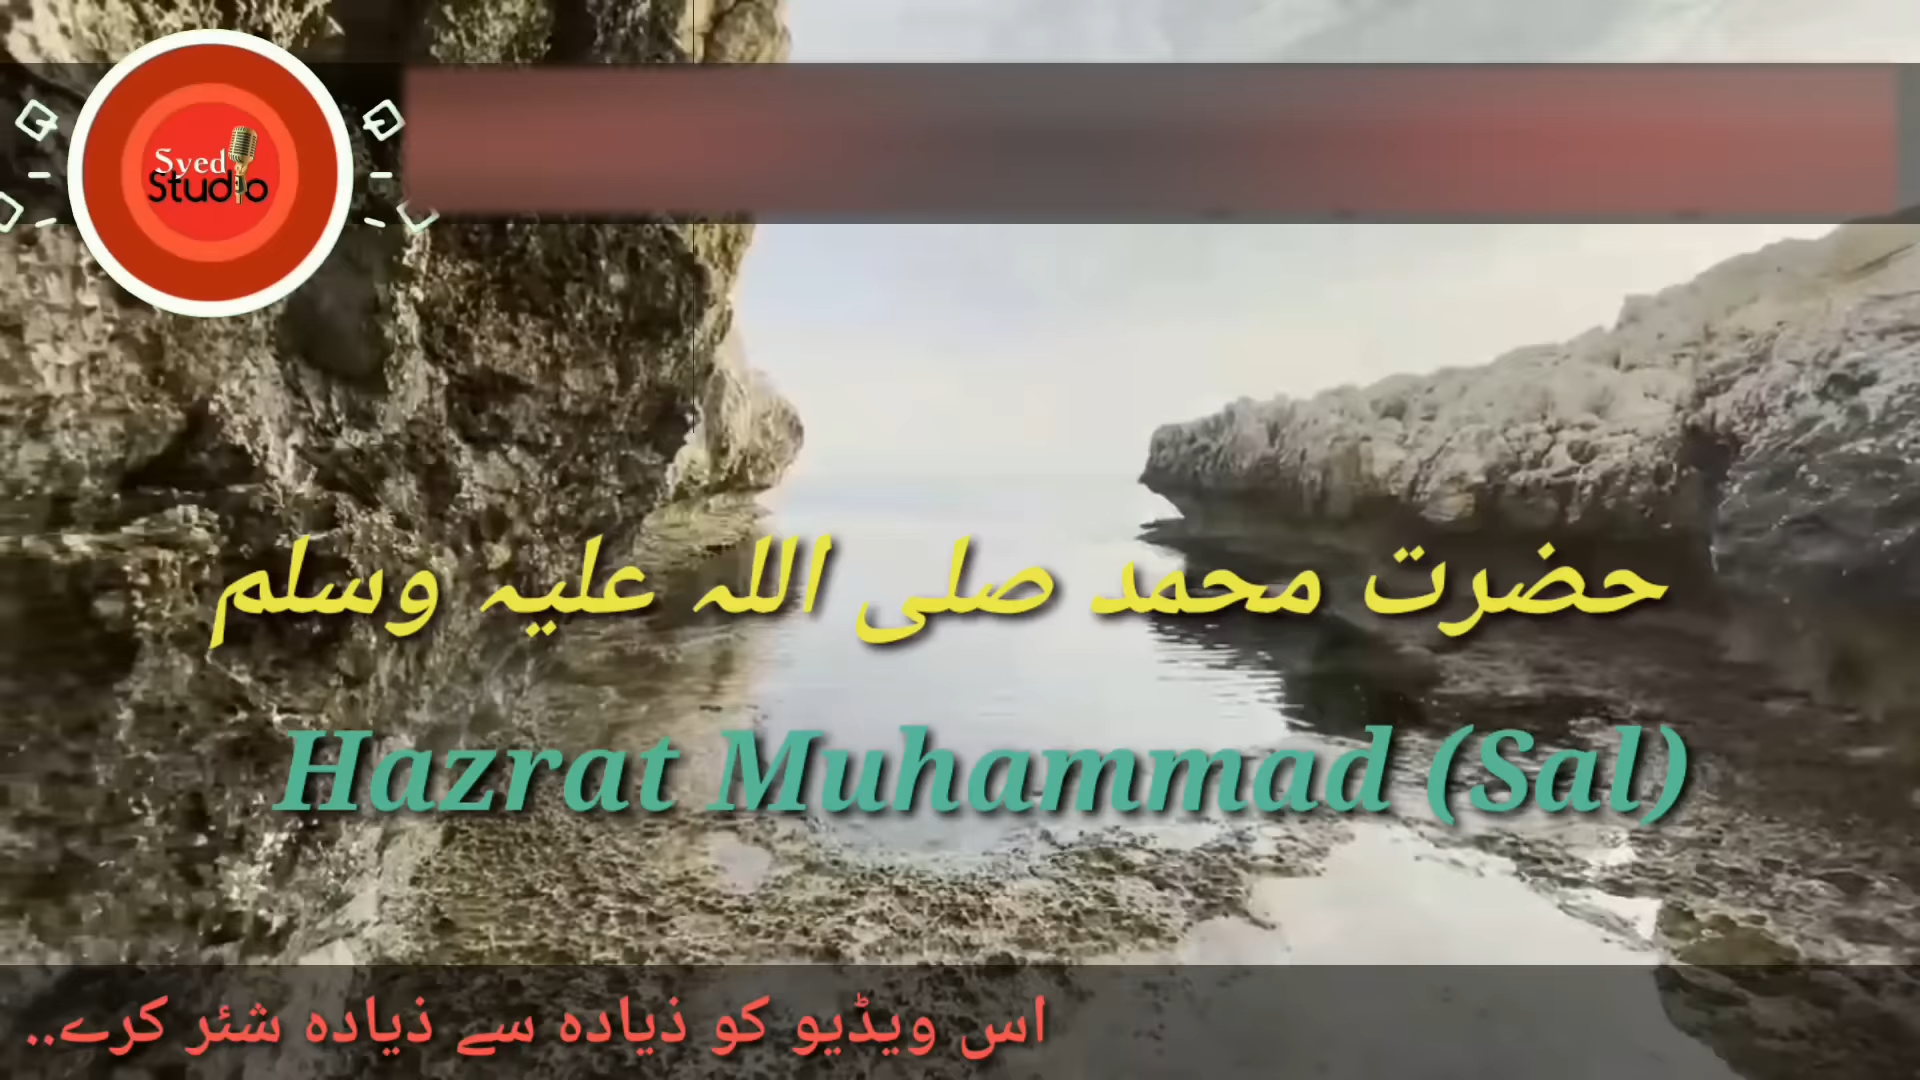 Syed
Studio
حضرت محمد صلی اللہ علیہ وسلم
Hazrat Muhammad (Sal)
اس ویڈیو کو ذیادہ سے ذیادہ شئر کرے..